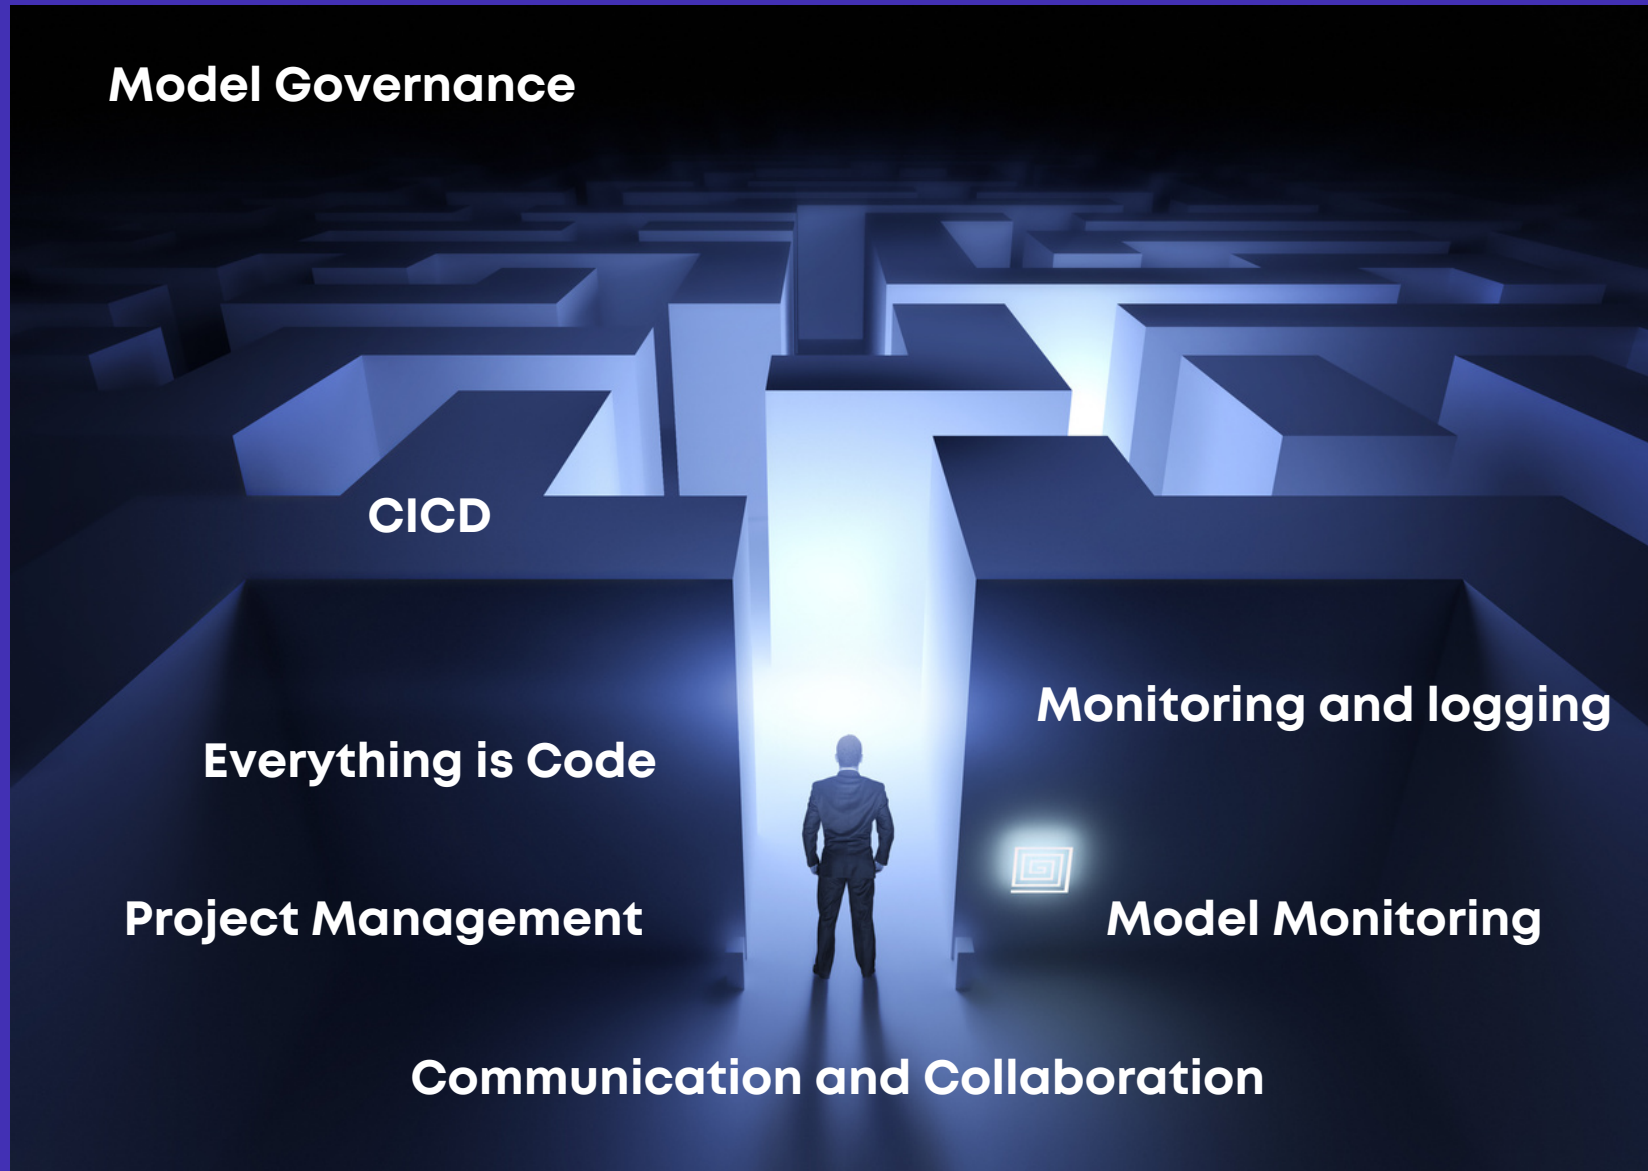 Model Governance
CICD
Monitoring and logging
Everything is Code
Project Management
Model Monitoring
Communication and Collaboration